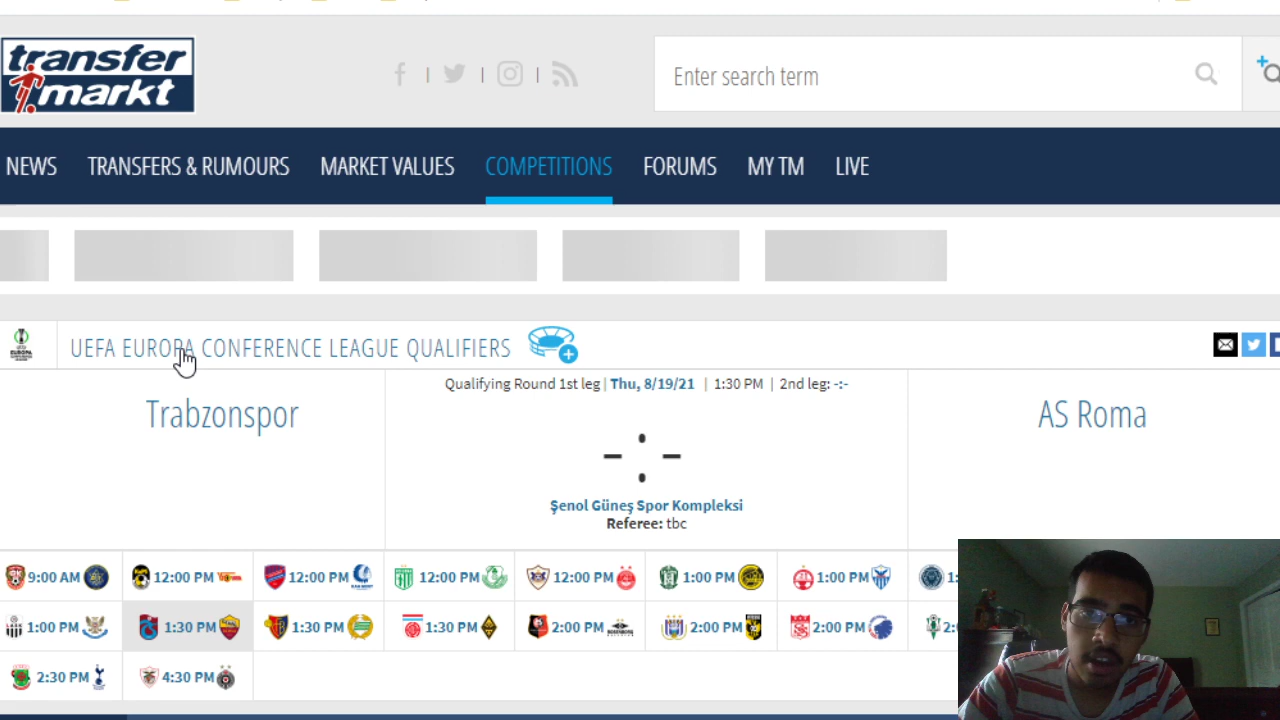 transfer
markt
Enter search term
NEWS TRANSFERS & RUMOURS MARKET VALUES COMPETITIONS FORUMS MY TM LIVE
UEFA EUROPA CONFERENCE LEAGUE QUALIFIERS
Qualifying Round 1st leg | Thu, 8/19/21 | 1:30 PM | 2nd leg: -:-
Trabzonspor
AS Roma
- : -
Şenol Güneş Spor Kompleksi
Referee: tbc
9:00 AM 12:00 PM 12:00 PM 12:00 PM 12:00 PM 1:00 PM 1:00 PM
1:00 PM 1:30 PM 1:30 PM 1:30 PM 2:00 PM 2:00 PM 2:00 PM
2:30 PM 4:30 PM